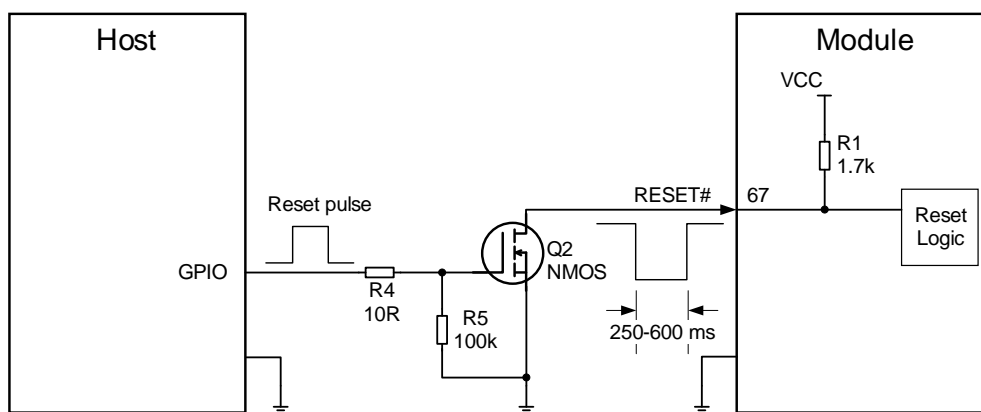 Host
Module
VCC
R1
1.7k
Reset pulse
RESET#
67
Reset
Logic
GPIO
Q2
NMOS
R4
10R
R5
100k
250-600 ms